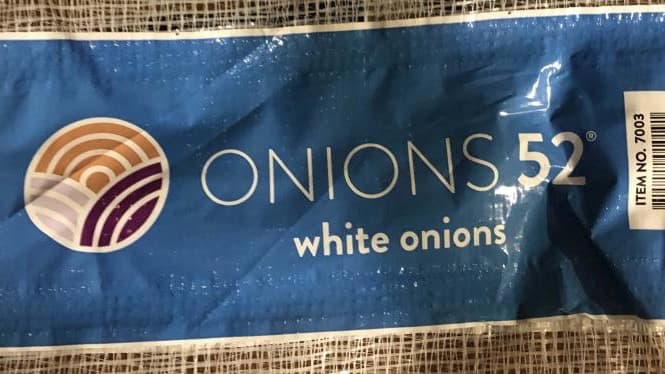 ONIONS 52®
white onions
ITEM NO. 7003